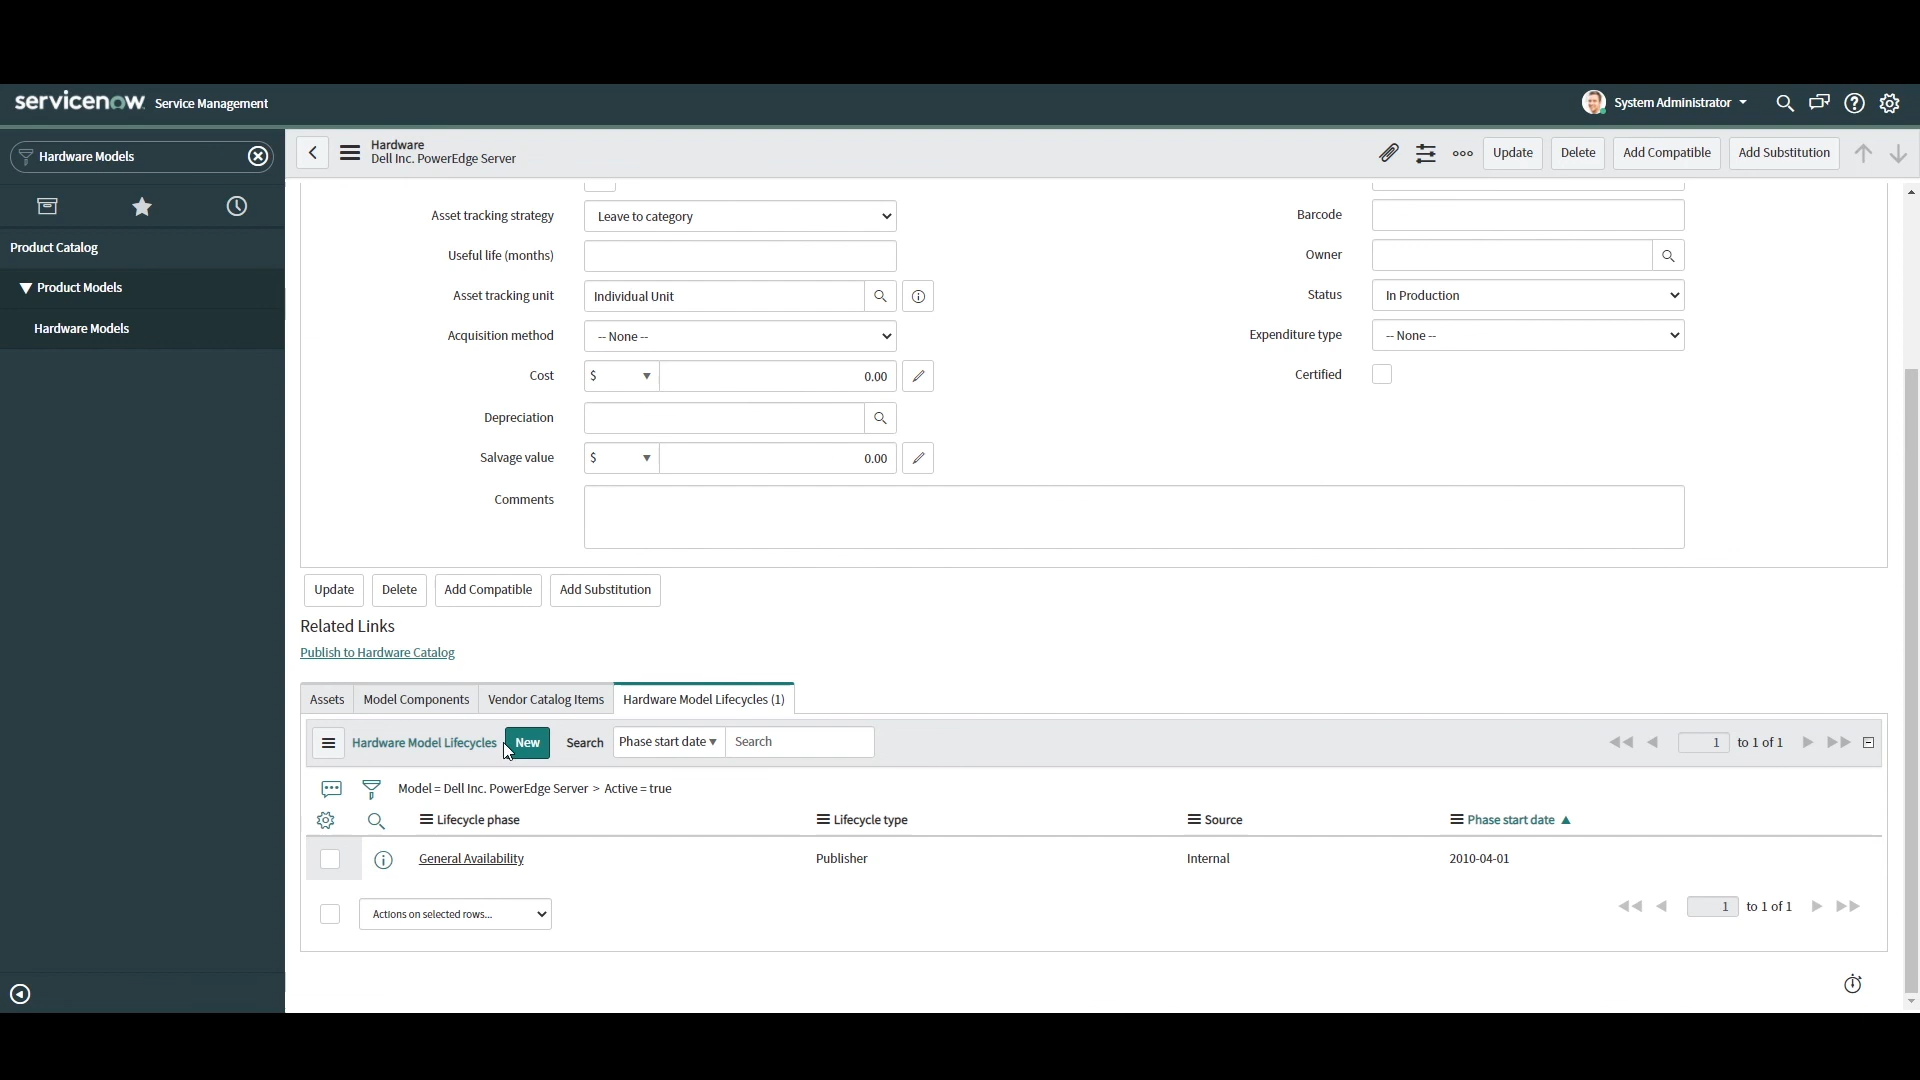 servicenow Service Management
System Administrator
Hardware Models
Product Catalog
Product Models
Hardware Models
Hardware
Dell Inc. PowerEdge Server
Update Delete Add Compatible Add Substitution
Asset tracking strategy Leave to category Barcode
Useful life (months) Owner
Asset tracking unit Individual Unit Status In Production
Acquisition method -- None -- Expenditure type -- None --
Cost $ 0.00 Certified
Depreciation
Salvage value $ 0.00
Comments
Update Delete Add Compatible Add Substitution
Related Links
Publish to Hardware Catalog
Assets Model Components Vendor Catalog Items Hardware Model Lifecycles (1)
Hardware Model Lifecycles New Search Phase start date Search 1 to 1 of 1
Model = Dell Inc. PowerEdge Server > Active = true
Lifecycle phase Lifecycle type Source Phase start date
General Availability Publisher Internal 2010-04-01
Actions on selected rows... 1 to 1 of 1